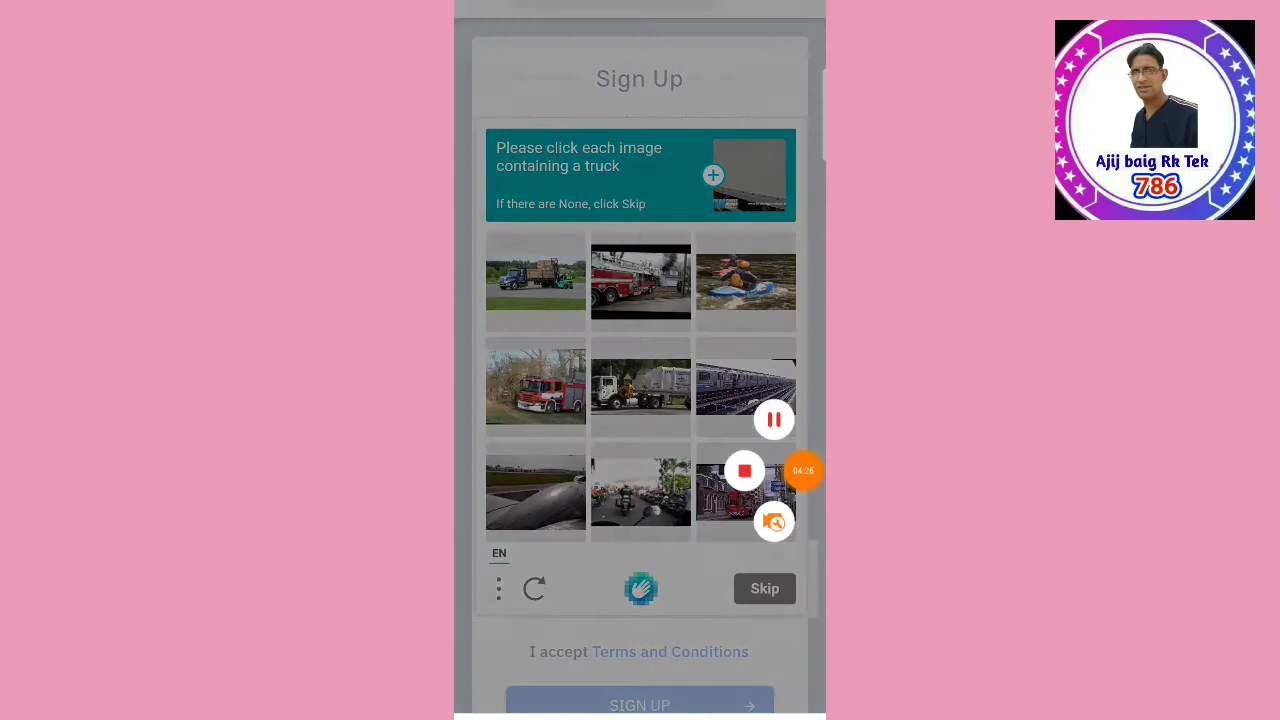 Sign Up
Please click each image
containing a truck
If there are None, click Skip
EN
Skip
04:26
I accept Terms and Conditions
SIGN UP
Ajij baig Rk Tek
786